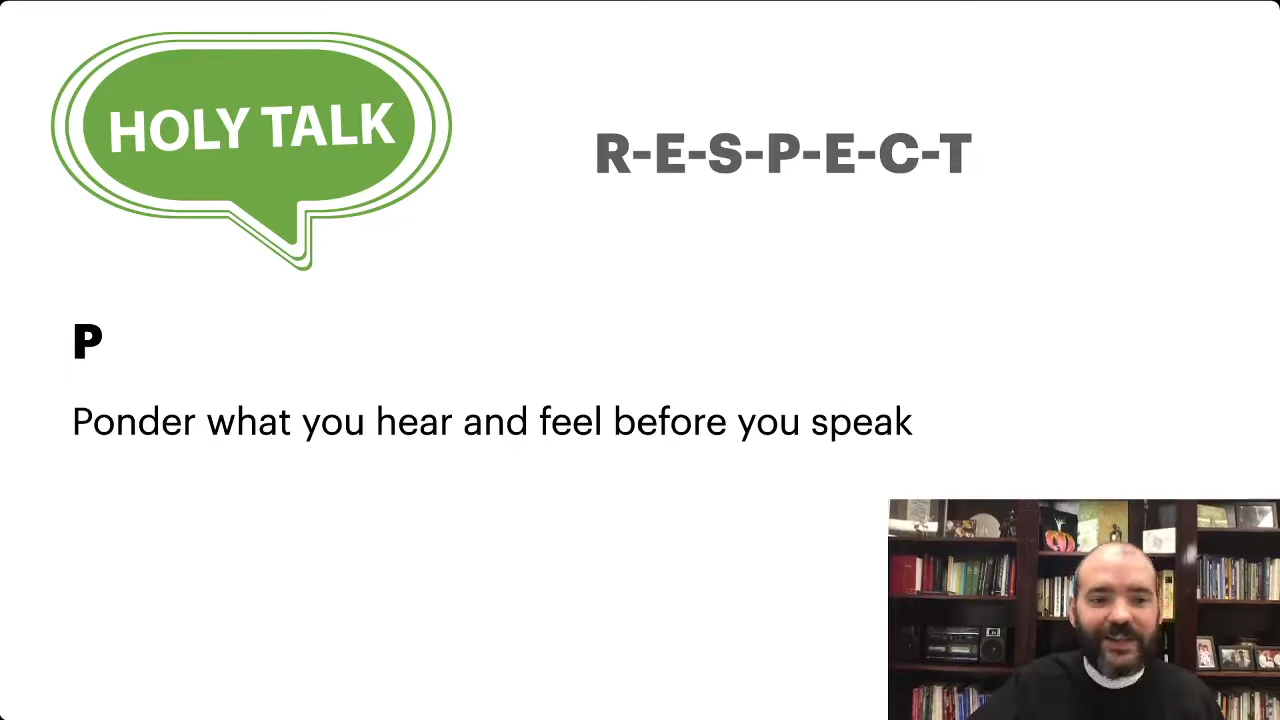 HOLY TALK
R-E-S-P-E-C-T
P
Ponder what you hear and feel before you speak